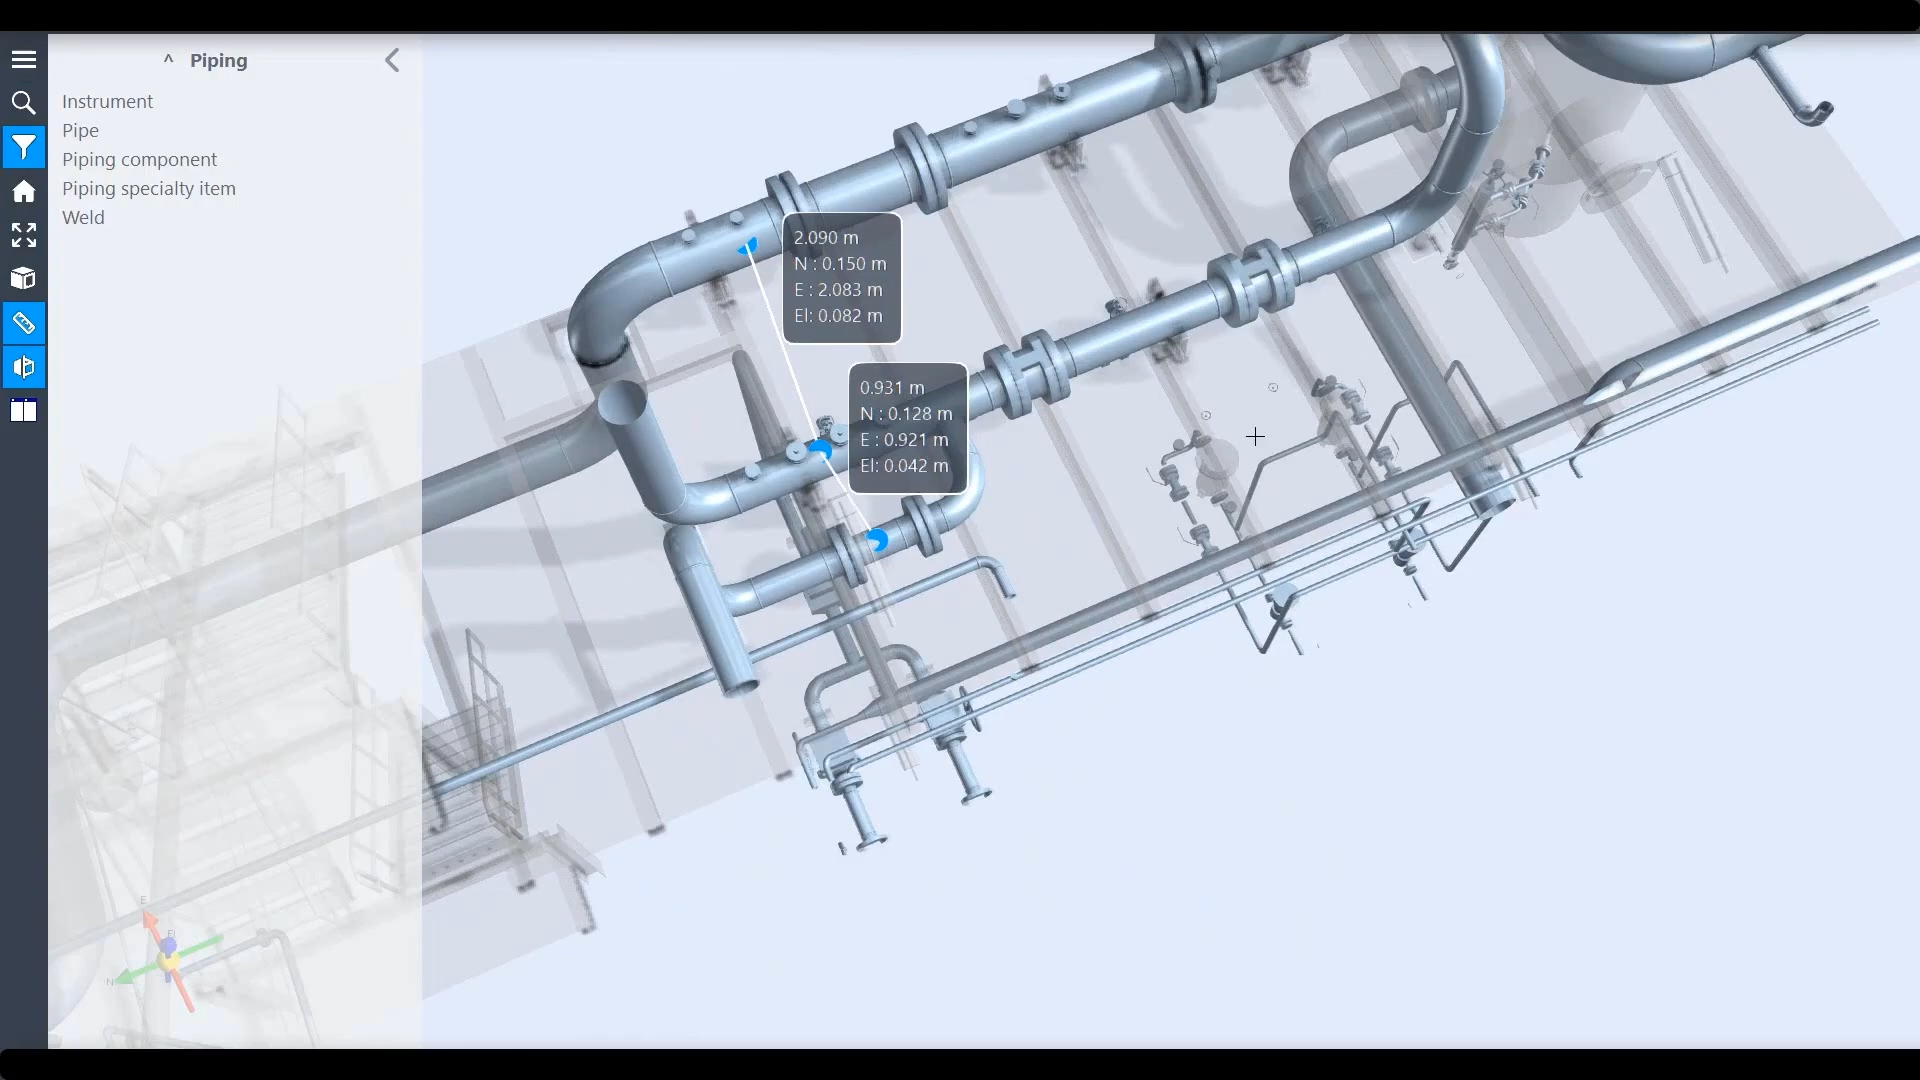 ^ Piping
Instrument
Pipe
Piping component
Piping specialty item
Weld
2.090 m
N : 0.150 m
E : 2.083 m
El: 0.082 m
0.931 m
N : 0.128 m
E : 0.921 m
El: 0.042 m
E
El
N